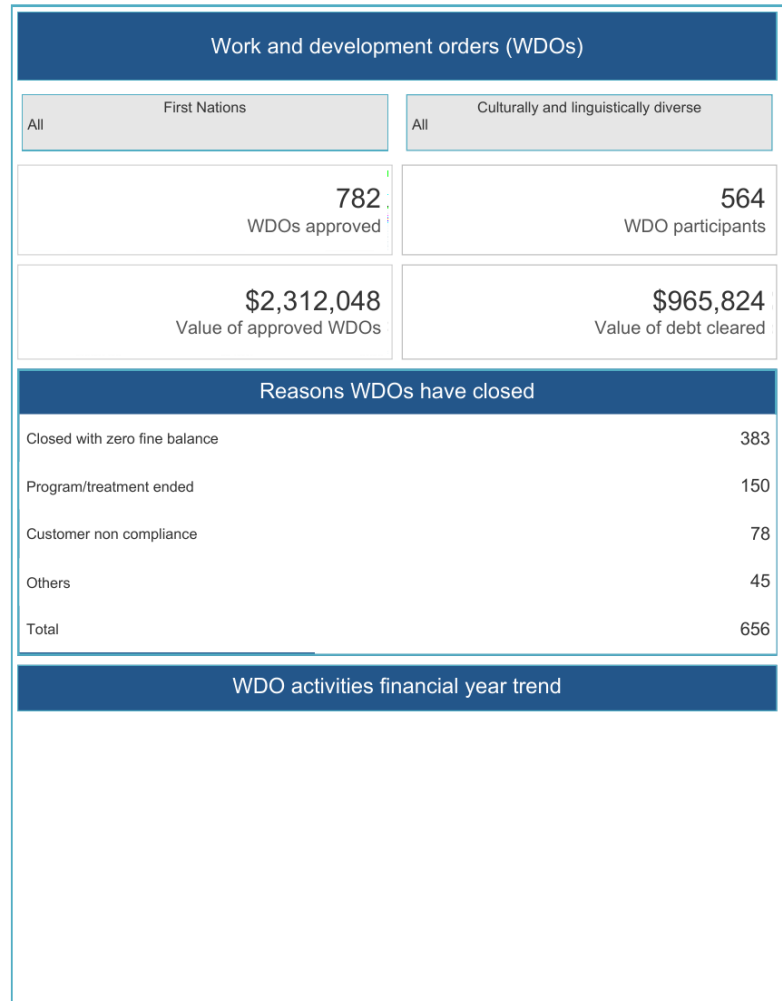 Work and development orders (WDOs)
First Nations
All
Culturally and linguistically diverse
All
782
WDOs approved
564
WDO participants
$2,312,048
Value of approved WDOs
$965,824
Value of debt cleared
Reasons WDOs have closed
Closed with zero fine balance 383
Program/treatment ended 150
Customer non compliance 78
Others 45
Total 656
WDO activities financial year trend